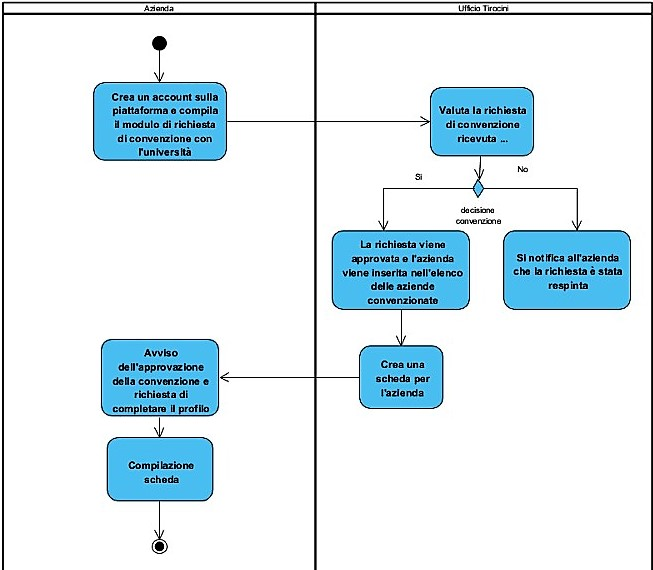 Azienda
Ufficio Tirocini
Crea un account sulla
piattaforma e compila
il modulo di richiesta
di convenzione con
l'università
Valuta la richiesta
di convenzione
ricevuta ...
Si
No
decisione
convenzione
La richiesta viene
approvata e l'azienda
viene inserita nell'elenco
delle aziende
convenzionate
Si notifica all'azienda
che la richiesta è stata
respinta
Avviso
dell'approvazione
della convenzione e
richiesta di
completare il profilo
Crea una
scheda per
l'azienda
Compilazione
scheda